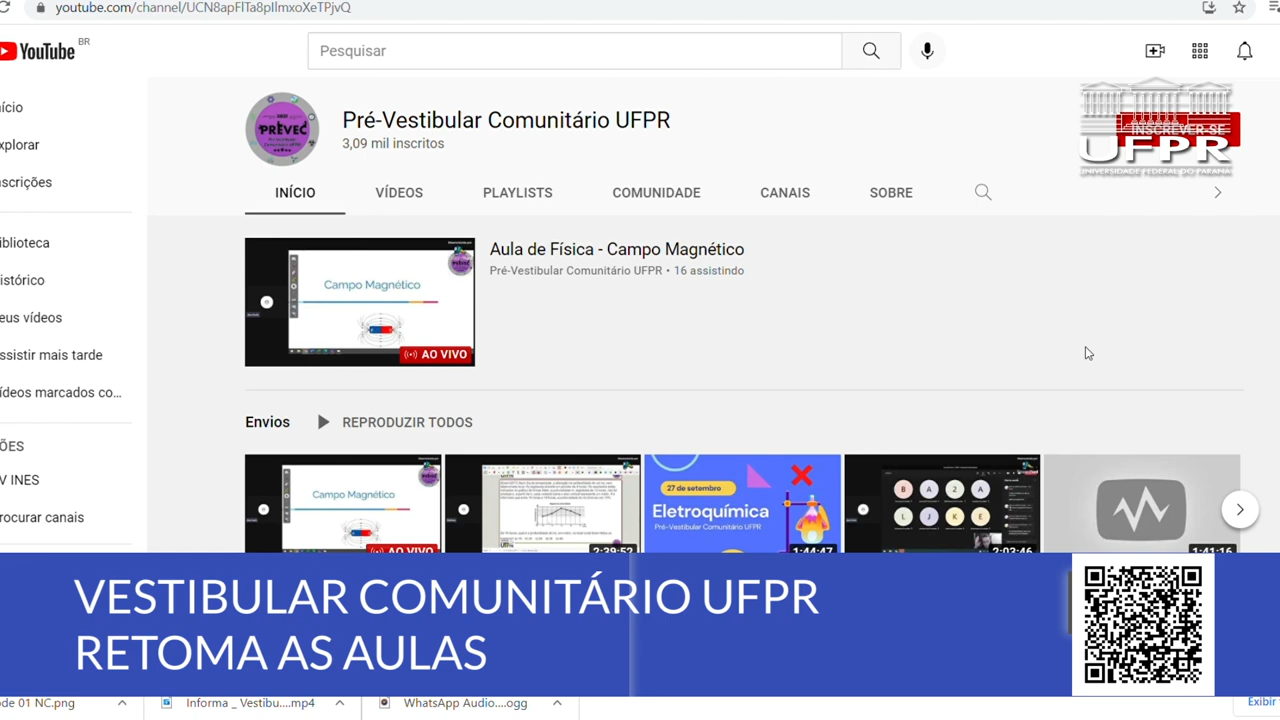 youtube.com/channel/UCN8apFlTa8pIlmxoXeTPjvQ
YouTube BR
Pesquisar
ício
xplorar
nscrições
iblioteca
istórico
eus vídeos
ssistir mais tarde
ídeos marcados co...
ÕES
V INES
rocurar canais
PREVEC
Pré-Vestibular Comunitário UFPR
3,09 mil inscritos
INSCREVER-SE
UFPR
UNIVERSIDADE FEDERAL DO PARANÁ
INÍCIO VÍDEOS PLAYLISTS COMUNIDADE CANAIS SOBRE
Campo Magnético
AO VIVO
Aula de Física - Campo Magnético
Pré-Vestibular Comunitário UFPR • 16 assistindo
Envios REPRODUZIR TODOS
Campo Magnético
AO VIVO
2:39:52
27 de setembro
Eletroquímica
Pré-Vestibular Comunitário UFPR
1:44:47
B A Z A
L J K E
2:03:46
1:41:16
VESTIBULAR COMUNITÁRIO UFPR
RETOMA AS AULAS
ode 01 NC.png
Informa _ Vestibu....mp4
WhatsApp Audio....ogg
Exibir